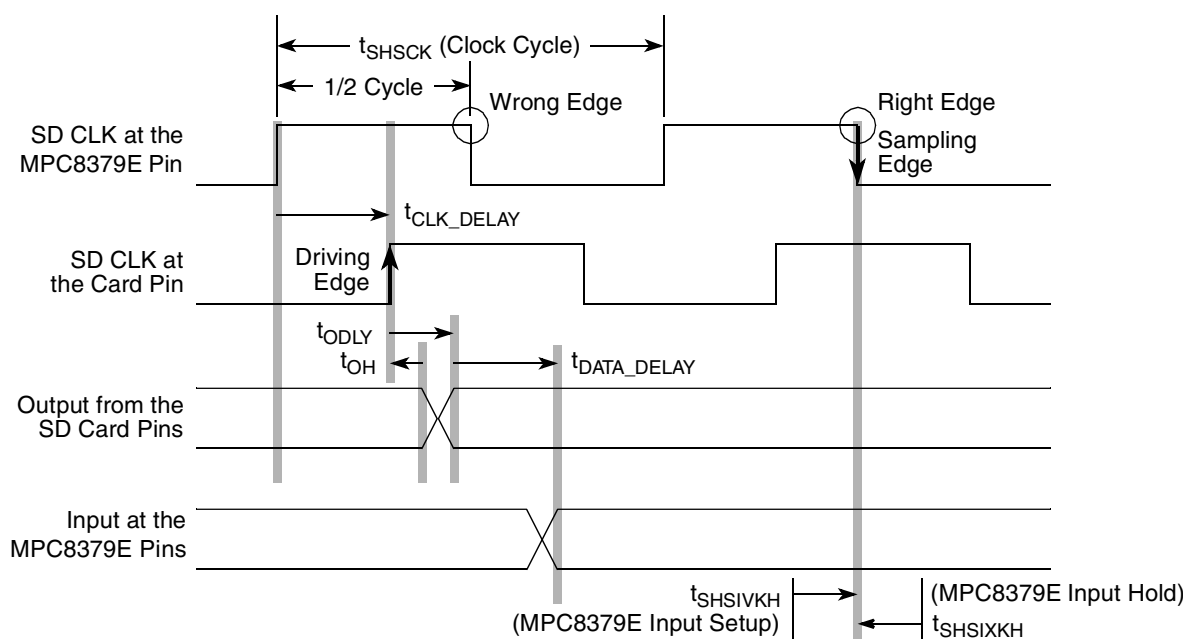 tSHSCK (Clock Cycle)
1/2 Cycle
Wrong Edge
Right Edge
SD CLK at the
MPC8379E Pin
Sampling
Edge
tCLK_DELAY
SD CLK at
the Card Pin
Driving
Edge
tODLY
tOH
tDATA_DELAY
Output from the
SD Card Pins
Input at the
MPC8379E Pins
tSHSIVKH
(MPC8379E Input Setup)
(MPC8379E Input Hold)
tSHSIXKH